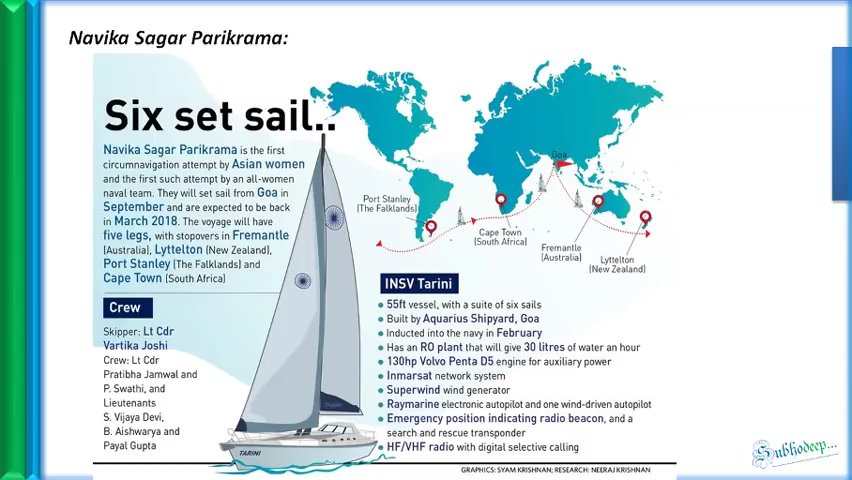 Navika Sagar Parikrama:
Six set sail..
Navika Sagar Parikrama is the first
circumnavigation attempt by Asian women
and the first such attempt by an all-women
naval team. They will set sail from Goa in
September and are expected to be back
in March 2018. The voyage will have
five legs, with stopovers in Fremantle
(Australia), Lyttelton (New Zealand),
Port Stanley (The Falklands) and
Cape Town (South Africa)
Crew
Skipper: Lt Cdr
Vartika Joshi
Crew: Lt Cdr
Pratibha Jamwal and
P. Swathi, and
Lieutenants
S. Vijaya Devi,
B. Aishwarya and
Payal Gupta
TARINI
Goa
Port Stanley
(The Falklands)
Cape Town
(South Africa)
Fremantle
(Australia)
Lyttelton
(New Zealand)
INSV Tarini
55ft vessel, with a suite of six sails
Built by Aquarius Shipyard, Goa
Inducted into the navy in February
Has an RO plant that will give 30 litres of water an hour
130hp Volvo Penta D5 engine for auxiliary power
Inmarsat network system
Superwind wind generator
Raymarine electronic autopilot and one wind-driven autopilot
Emergency position indicating radio beacon, and a
search and rescue transponder
HF/VHF radio with digital selective calling
GRAPHICS: SYAM KRISHNAN; RESEARCH: NEERAJ KRISHNAN
Subhodeep...